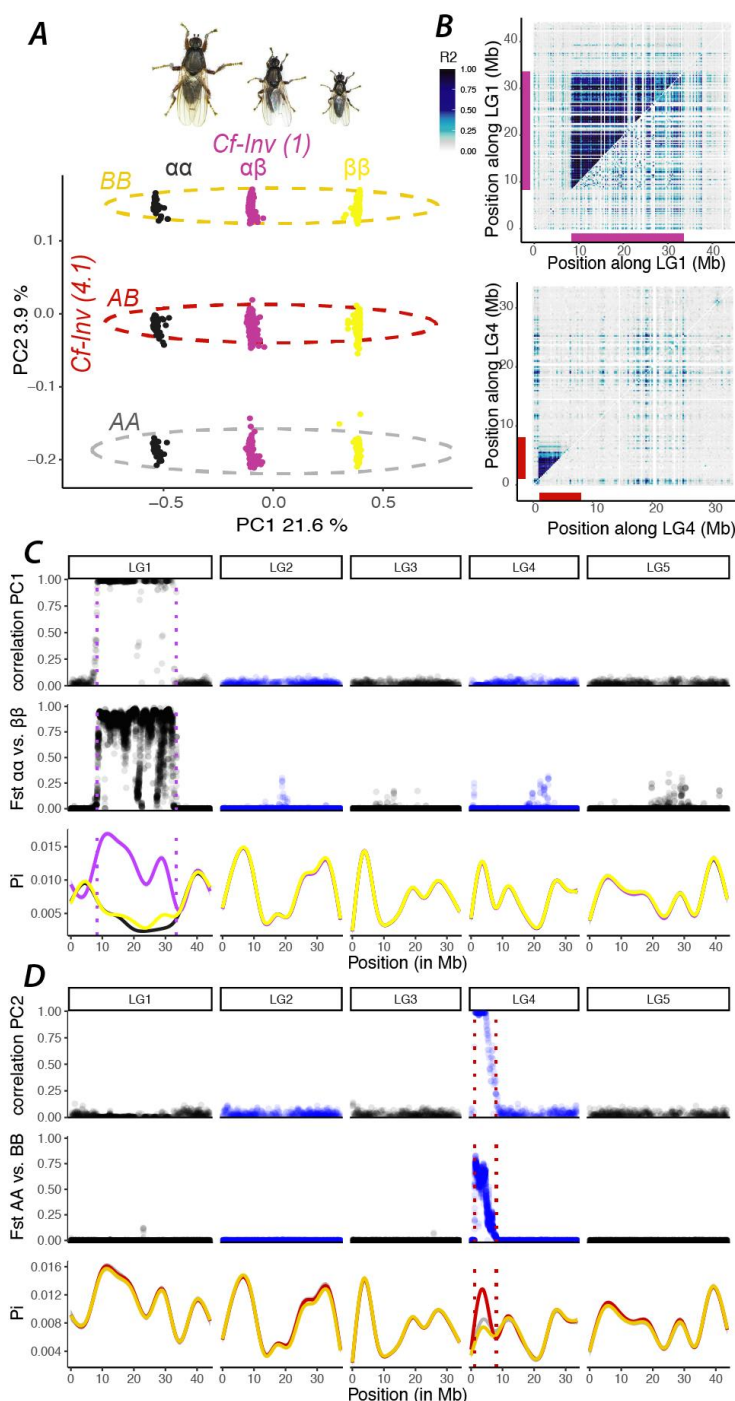 A
B
R2
1.00
0.75
0.50
0.25
0.00
Cf-Inv (1)
αα αβ ββ
BB
AB
AA
Cf-Inv (4.1)
PC2 3.9 %
0.1
0.0
−0.1
−0.2
−0.5 0.0 0.5
PC1 21.6 %
Position along LG1 (Mb)
40
30
20
10
0
0 10 20 30 40
Position along LG1 (Mb)
Position along LG4 (Mb)
30
20
10
0
0 10 20 30
Position along LG4 (Mb)
C
LG1 LG2 LG3 LG4 LG5
correlation PC1
1.00
0.75
0.50
0.25
0.00
Fst αα vs. ββ
1.00
0.75
0.50
0.25
0.00
Pi
0.015
0.010
0.005
0 10 20 30 40 0 10 20 30 0 10 20 30 0 10 20 30 0 10 20 30 40
Position (in Mb)
D
LG1 LG2 LG3 LG4 LG5
correlation PC2
1.00
0.75
0.50
0.25
0.00
Fst AA vs. BB
1.00
0.75
0.50
0.25
0.00
Pi
0.016
0.012
0.008
0.004
0 10 20 30 40 0 10 20 30 0 10 20 30 0 10 20 30 0 10 20 30 40
Position (in Mb)